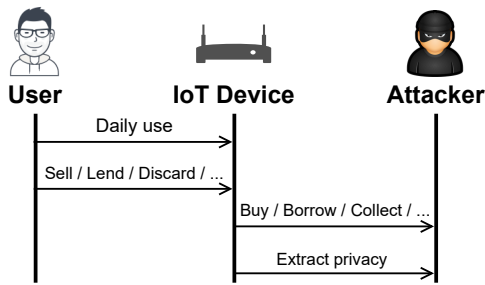 User IoT Device Attacker
Daily use
Sell / Lend / Discard / ...
Buy / Borrow / Collect / ...
Extract privacy